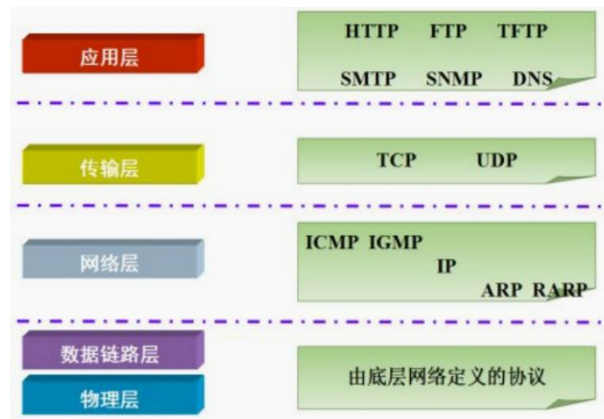 应用层
HTTP FTP TFTP
SMTP SNMP DNS
传输层
TCP UDP
网络层
ICMP IGMP
IP
ARP RARP
数据链路层
物理层
由底层网络定义的协议